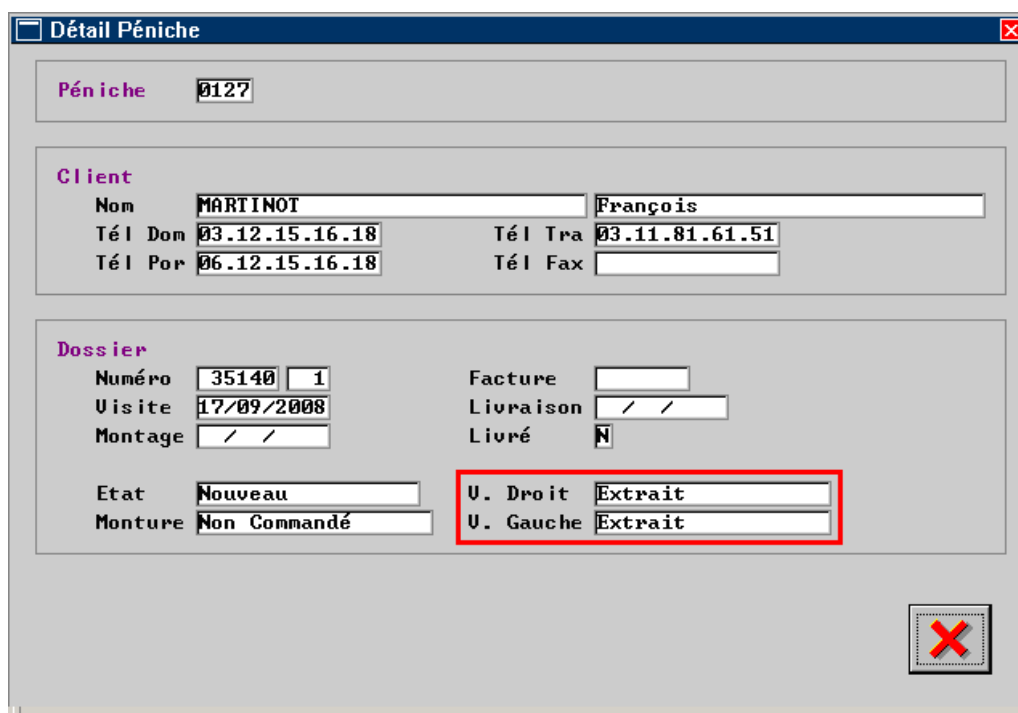 Détail Péniche
Péniche 0127
Client
Nom MARTINOT François
Tél Dom 03.12.15.16.18 Tél Tra 03.11.81.61.51
Tél Por 06.12.15.16.18 Tél Fax
Dossier
Numéro 35140 1 Facture
Visite 17/09/2008 Livraison / /
Montage / / Livré N
Etat Nouveau V. Droit Extrait
Monture Non Commandé V. Gauche Extrait